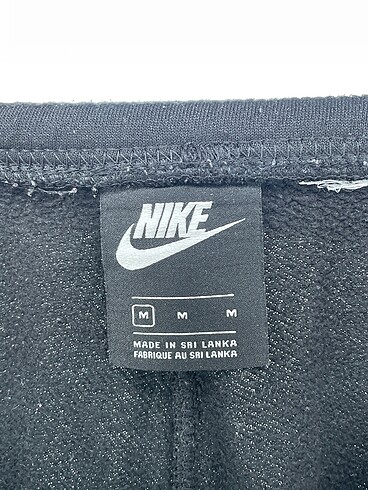 NIKE
M M M
MADE IN SRI LANKA
FABRIQUE AU SRI LANKA